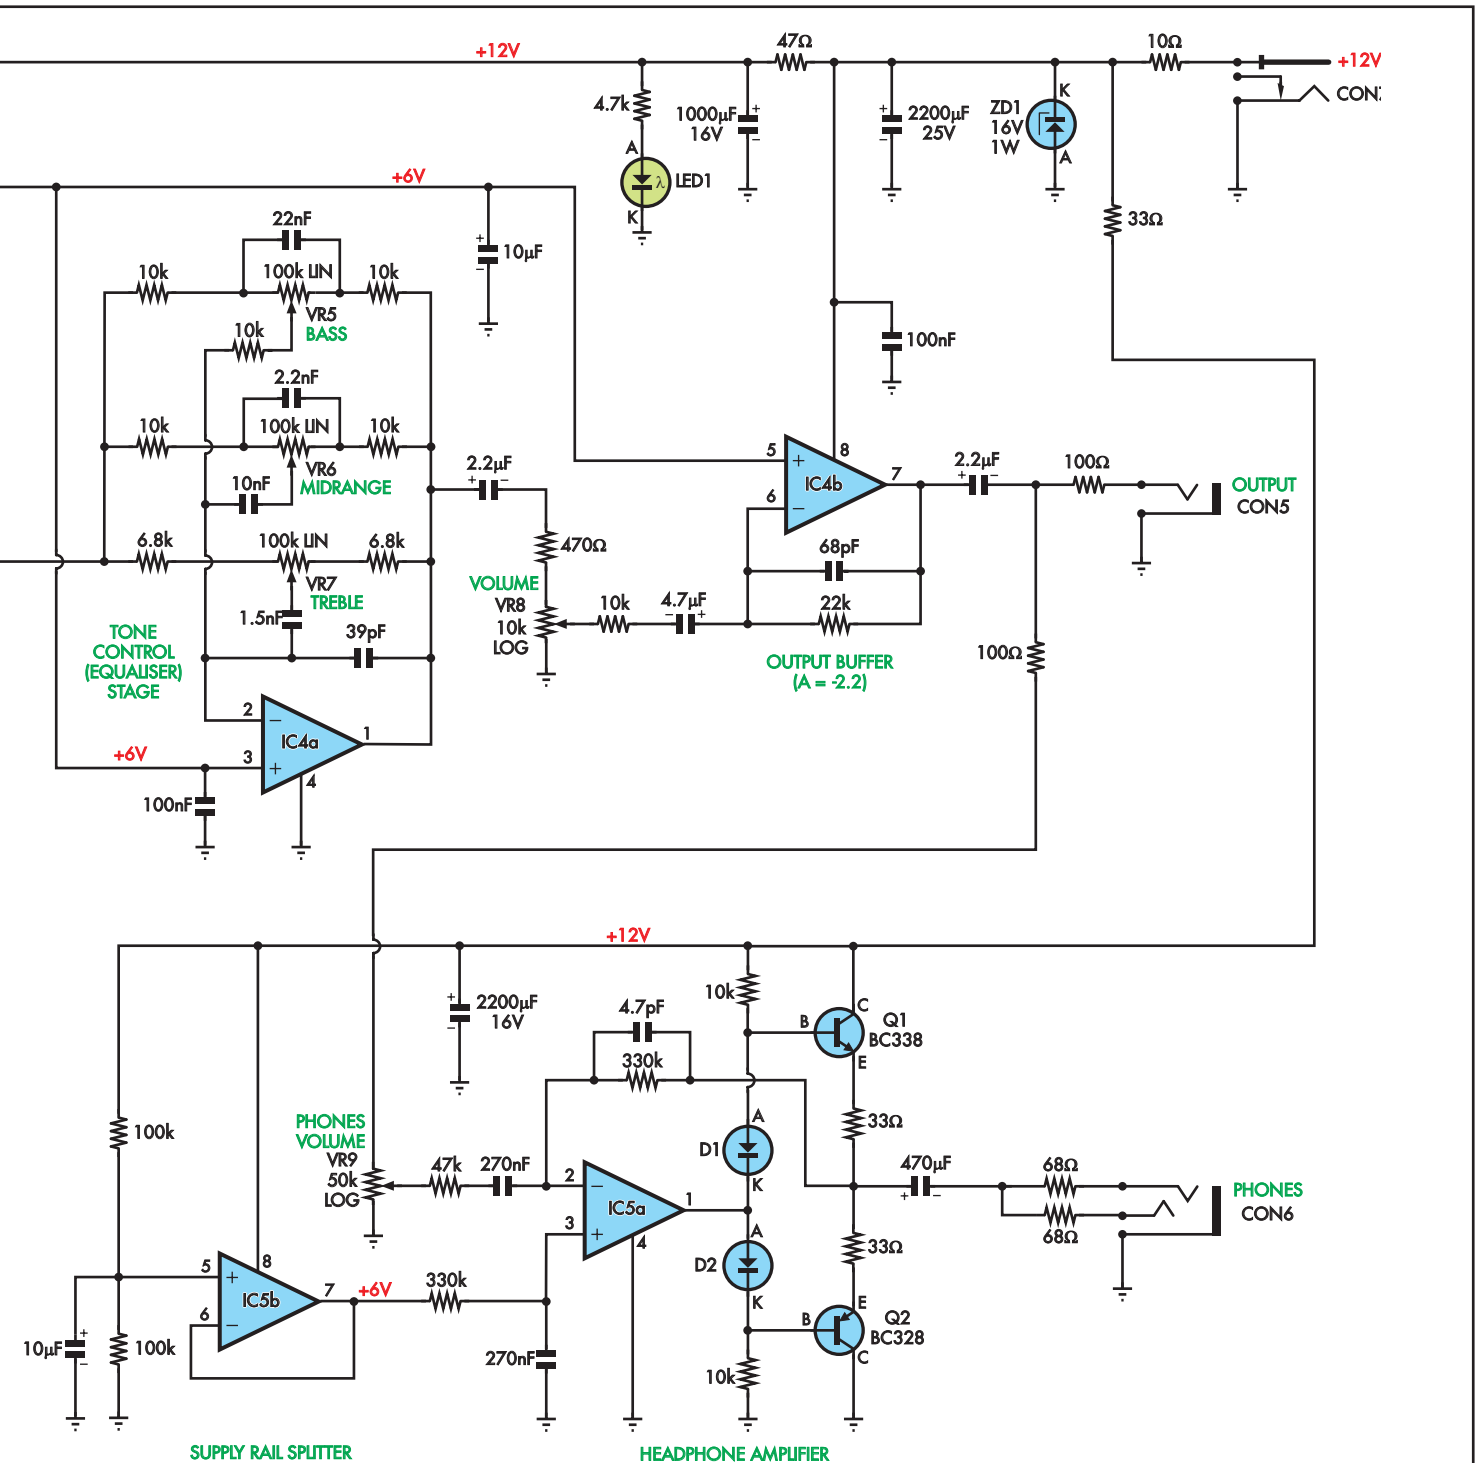 +12V
47Ω
10Ω
+12V
4.7k
1000µF
16V
+
−
+
−
2200µF
25V
ZD1
16V
1W
K
A
CON
A
λ
LED1
K
+6V
33Ω
22nF
10k
100k LIN
10k
+
−
10µF
VR5
BASS
10k
100nF
2.2nF
10k
100k LIN
10k
VR6
MIDRANGE
10nF
2.2µF
+
−
5
+
8
IC4b
7
6
−
2.2µF
+
−
100Ω
OUTPUT
CON5
6.8k
100k LIN
6.8k
470Ω
68pF
VR7
TREBLE
VOLUME
VR8
10k
LOG
10k
4.7µF
−
+
22k
1.5nF
39pF
TONE
CONTROL
(EQUALISER)
STAGE
OUTPUT BUFFER
(A = -2.2)
100Ω
2
−
IC4a
1
+6V
3
+
4
100nF
+12V
+
−
2200µF
16V
10k
4.7pF
330k
B
C
Q1
BC338
E
PHONES
VOLUME
VR9
50k
LOG
100k
47k
270nF
2
−
IC5a
1
3
+
4
A
D1
K
33Ω
470µF
+
−
68Ω
68Ω
PHONES
CON6
A
D2
K
33Ω
5
+
8
IC5b
7
6
−
+6V
330k
E
B
Q2
BC328
C
10µF
+
−
100k
270nF
10k
SUPPLY RAIL SPLITTER
HEADPHONE AMPLIFIER